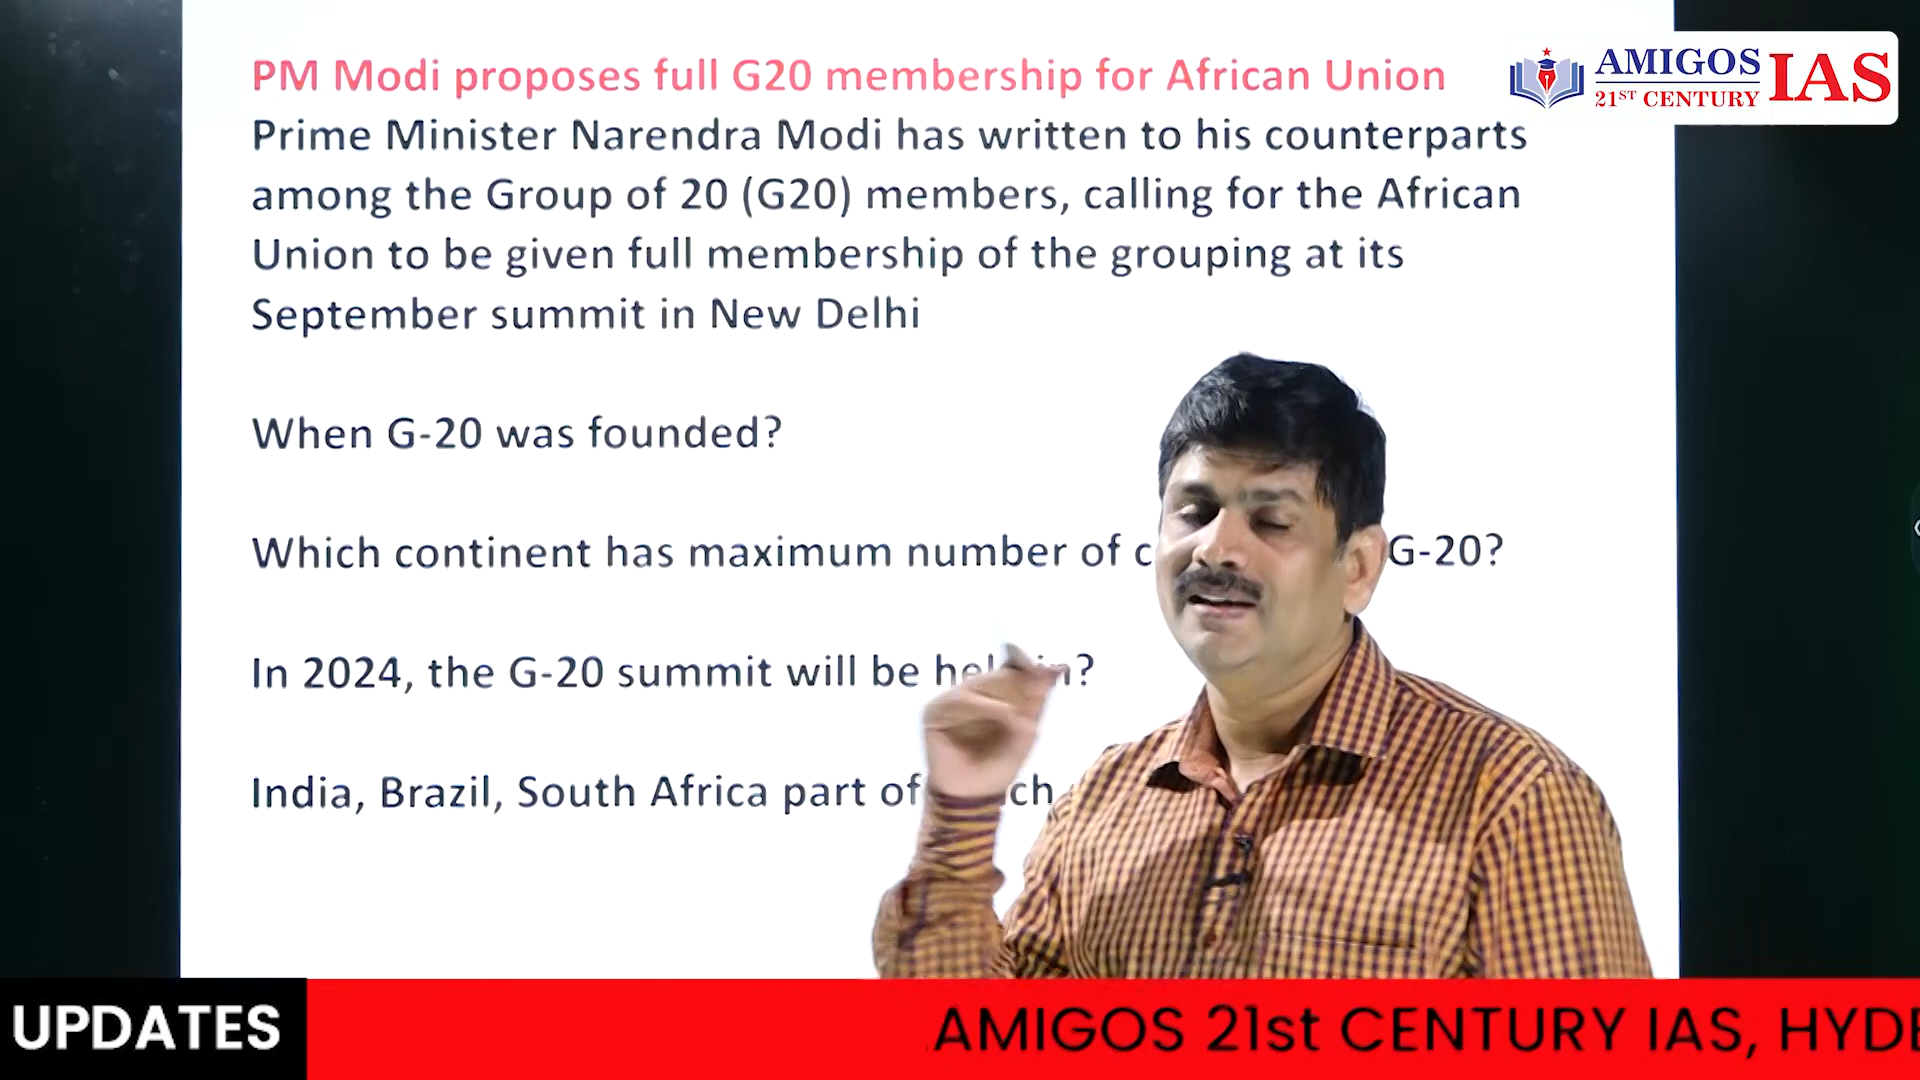 PM Modi proposes full G20 membership for African Union
Prime Minister Narendra Modi has written to his counterparts
among the Group of 20 (G20) members, calling for the African
Union to be given full membership of the grouping at its
September summit in New Delhi
When G-20 was founded?
Which continent has maximum number of G-20?
In 2024, the G-20 summit will be in?
India, Brazil, South Africa part of
AMIGOS
21ST CENTURY
IAS
UPDATES
AMIGOS 21st CENTURY IAS,